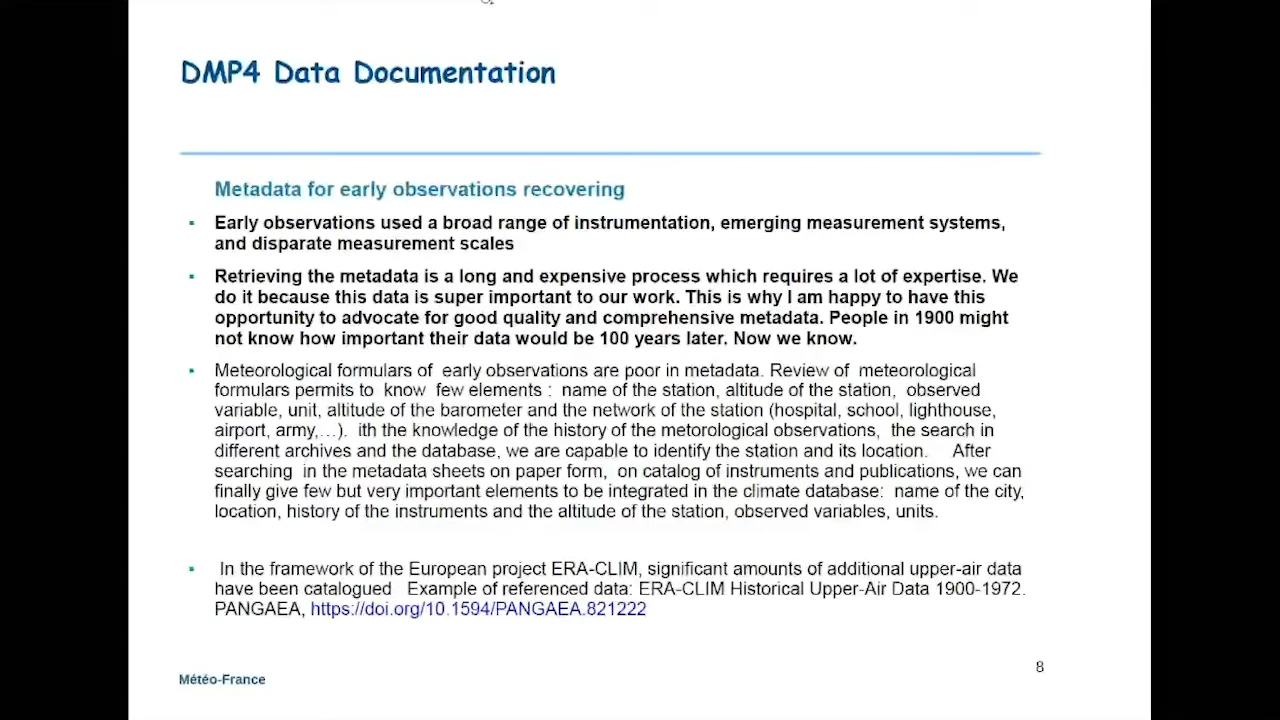 DMP4 Data Documentation
Metadata for early observations recovering
▪ Early observations used a broad range of instrumentation, emerging measurement systems,
and disparate measurement scales
▪ Retrieving the metadata is a long and expensive process which requires a lot of expertise. We
do it because this data is super important to our work. This is why I am happy to have this
opportunity to advocate for good quality and comprehensive metadata. People in 1900 might
not know how important their data would be 100 years later. Now we know.
▪ Meteorological formulars of early observations are poor in metadata. Review of meteorological
formulars permits to know few elements : name of the station, altitude of the station, observed
variable, unit, altitude of the barometer and the network of the station (hospital, school, lighthouse,
airport, army,...). ith the knowledge of the history of the metorological observations, the search in
different archives and the database, we are capable to identify the station and its location. After
searching in the metadata sheets on paper form, on catalog of instruments and publications, we can
finally give few but very important elements to be integrated in the climate database: name of the city,
location, history of the instruments and the altitude of the station, observed variables, units.
▪ In the framework of the European project ERA-CLIM, significant amounts of additional upper-air data
have been catalogued Example of referenced data: ERA-CLIM Historical Upper-Air Data 1900-1972.
PANGAEA, https://doi.org/10.1594/PANGAEA.821222
8
Météo-France